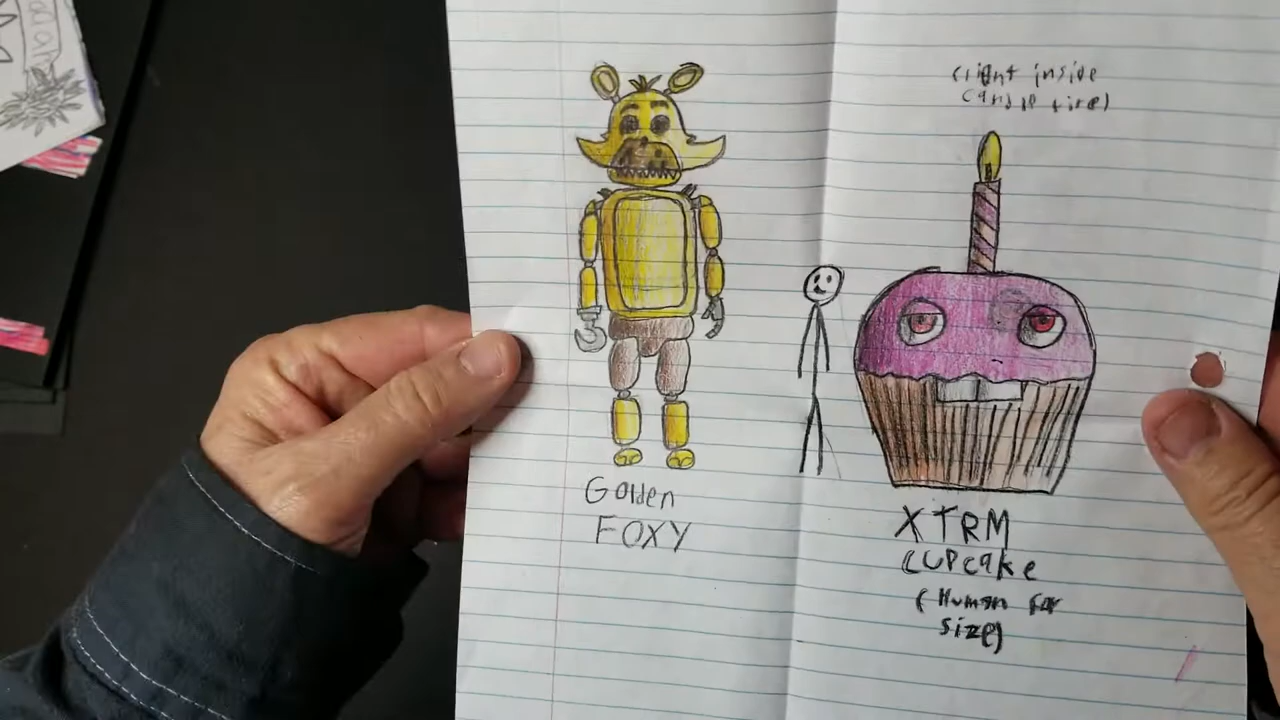 (light inside
candle fire)
Golden
FOXY
XTRM
CUPcake
(Human for
size)